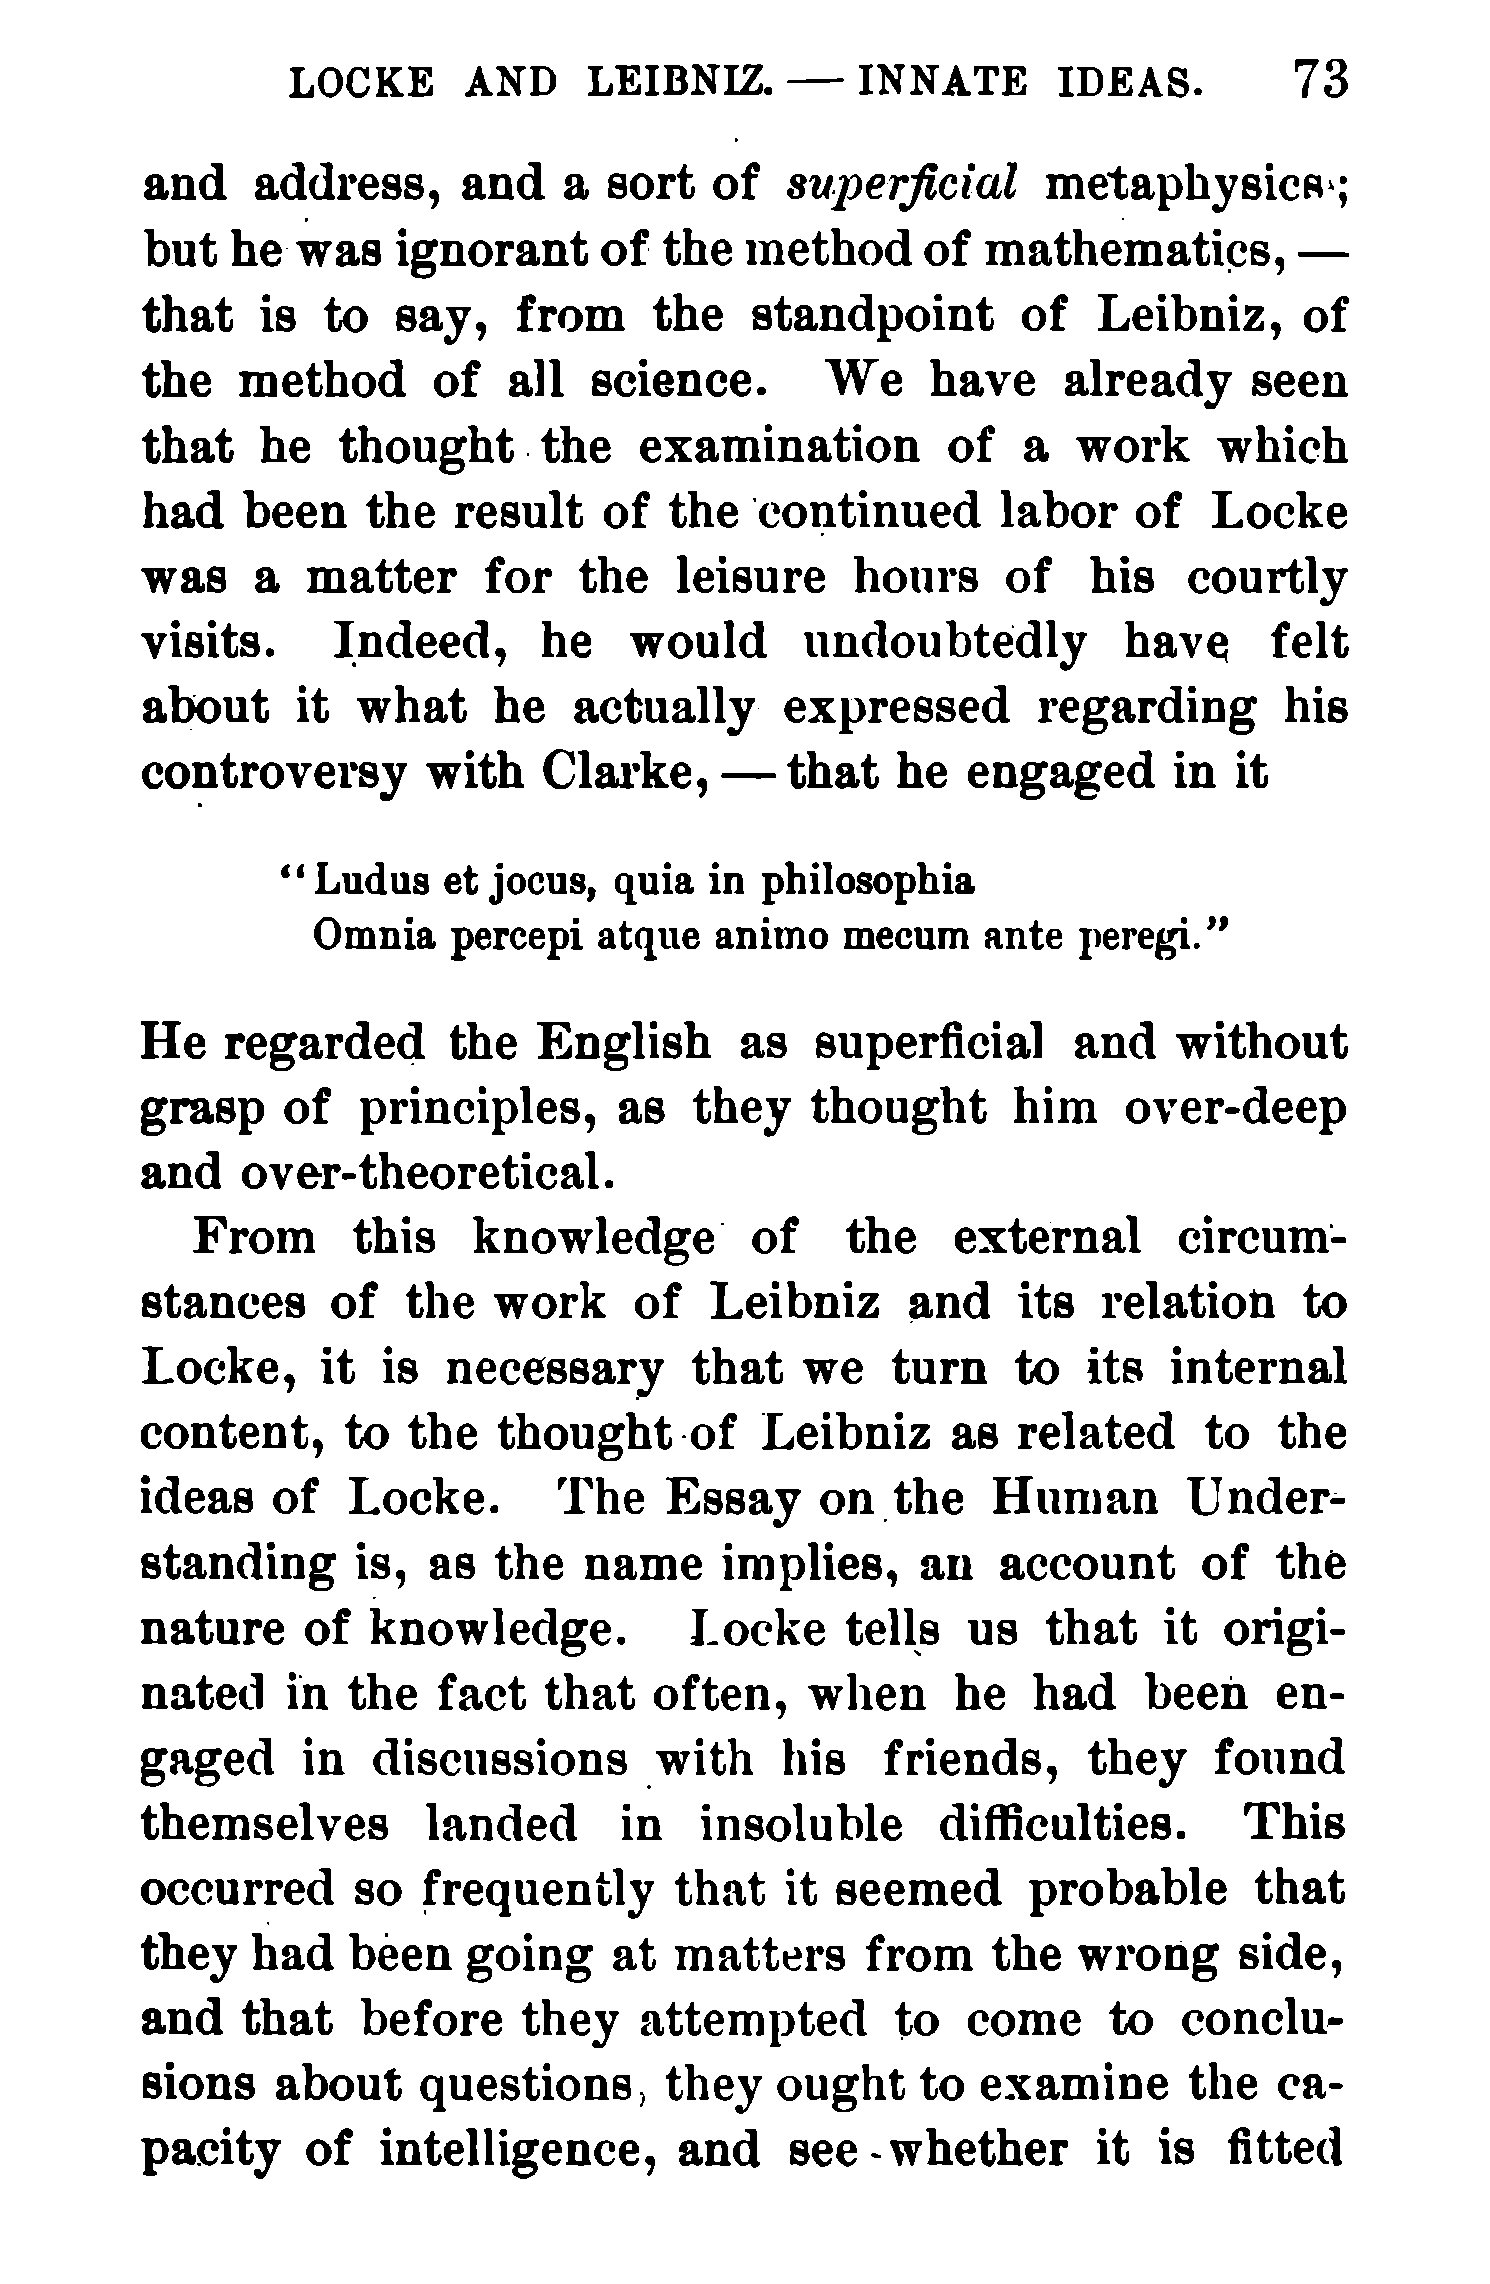 LOCKE AND LEIBNIZ. — INNATE IDEAS. 73
and address, and a sort of superficial metaphysics;
but he was ignorant of the method of mathematics, —
that is to say, from the standpoint of Leibniz, of
the method of all science. We have already seen
that he thought the examination of a work which
had been the result of the continued labor of Locke
was a matter for the leisure hours of his courtly
visits. Indeed, he would undoubtedly have felt
about it what he actually expressed regarding his
controversy with Clarke, — that he engaged in it
“Ludus et jocus, quia in philosophia
Omnia percepi atque animo mecum ante peregi.”
He regarded the English as superficial and without
grasp of principles, as they thought him over-deep
and over-theoretical.
From this knowledge of the external circum-
stances of the work of Leibniz and its relation to
Locke, it is necessary that we turn to its internal
content, to the thought of Leibniz as related to the
ideas of Locke. The Essay on the Human Under-
standing is, as the name implies, an account of the
nature of knowledge. Locke tells us that it origi-
nated in the fact that often, when he had been en-
gaged in discussions with his friends, they found
themselves landed in insoluble difficulties. This
occurred so frequently that it seemed probable that
they had been going at matters from the wrong side,
and that before they attempted to come to conclu-
sions about questions, they ought to examine the ca-
pacity of intelligence, and see whether it is fitted